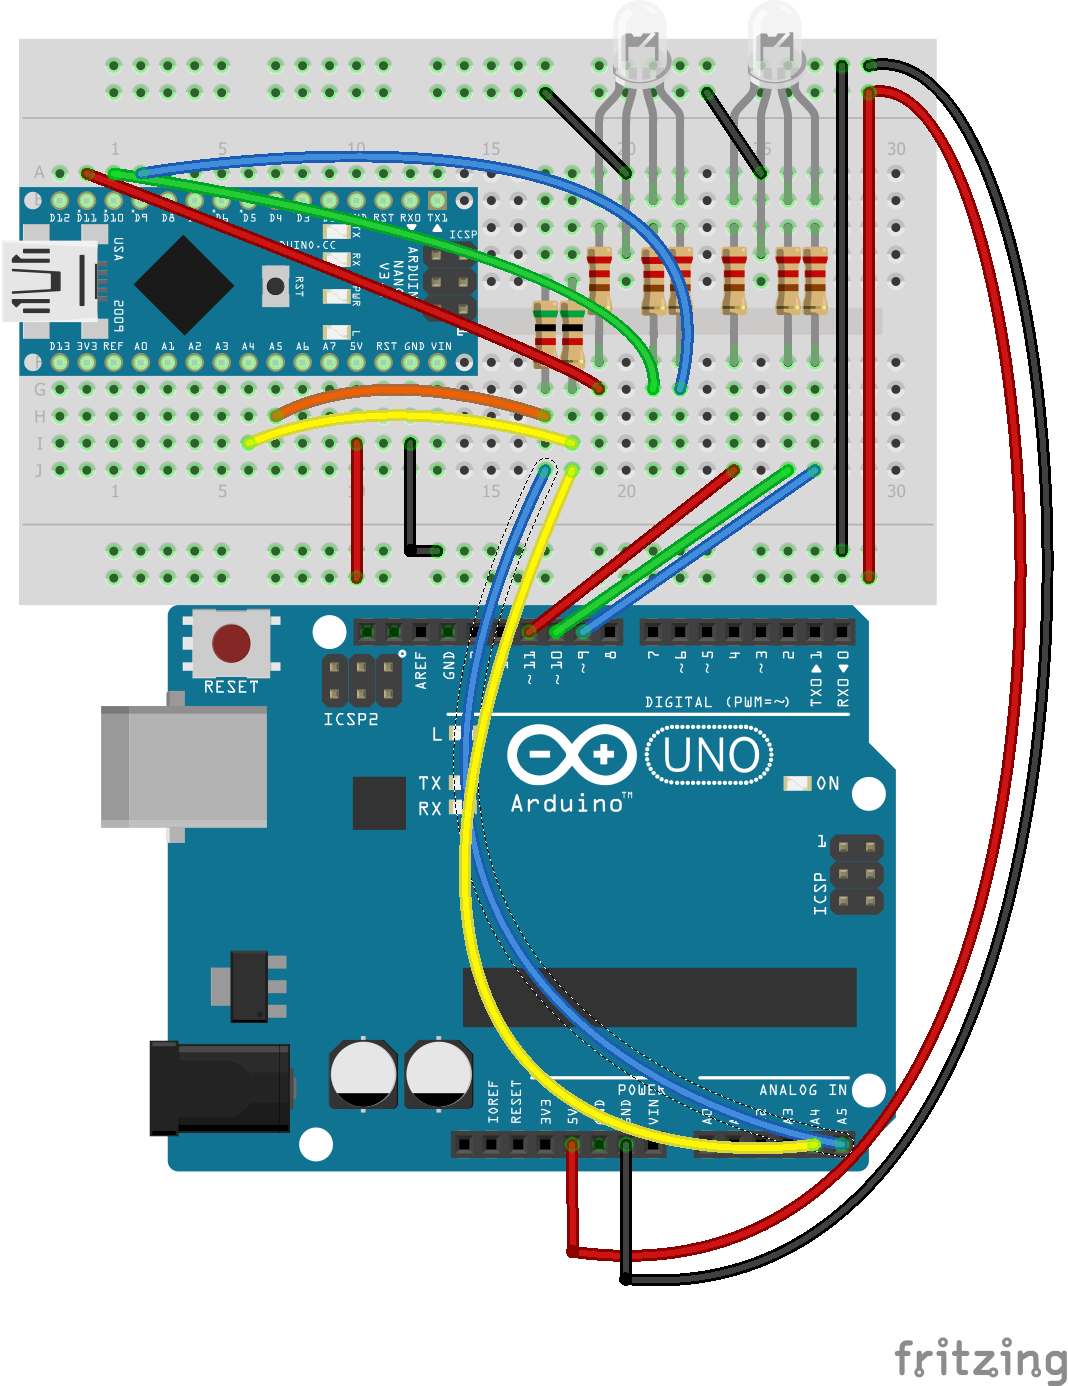 1 5 10 15 20 25 30
A
D12 D11 D10 D9 D8 D7 D6 D5 D4 D3 GND RST RX0 TX1
TX
ICSP
USA
ARDUINO.CC
RX
ARDUINO
NANO
V3
RST
PWR
2009
L
1
D13 3V3 REF A0 A1 A2 A3 A4 A5 A6 A7 5V RST GND VIN
G
H
I
J
1 5 10 15 20 30
RESET
ICSP2
AREF
GND
~11
~10
~9
8
7
~6
~5
4
~3
2
TX0 1
RX0 0
DIGITAL (PWM=~)
L
TX
RX
UNO
Arduino™
ON
1
ICSP
POWER
ANALOG IN
IOREF
RESET
3V3
5V
GND
GND
VIN
A0
A3
A4
A5
fritzing